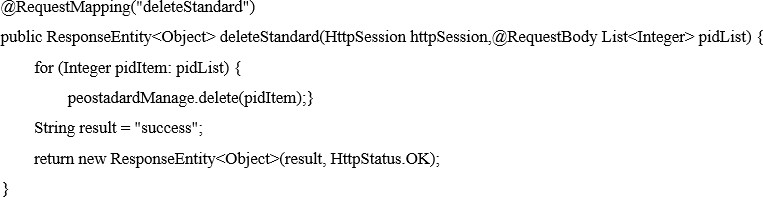 @RequestMapping("deleteStandard")
public ResponseEntity<Object> deleteStandard(HttpSession httpSession,@RequestBody List<Integer> pidList) {
for (Integer pidItem: pidList) {
peostadardManage.delete(pidItem);}
String result = "success";
return new ResponseEntity<Object>(result, HttpStatus.OK);
}